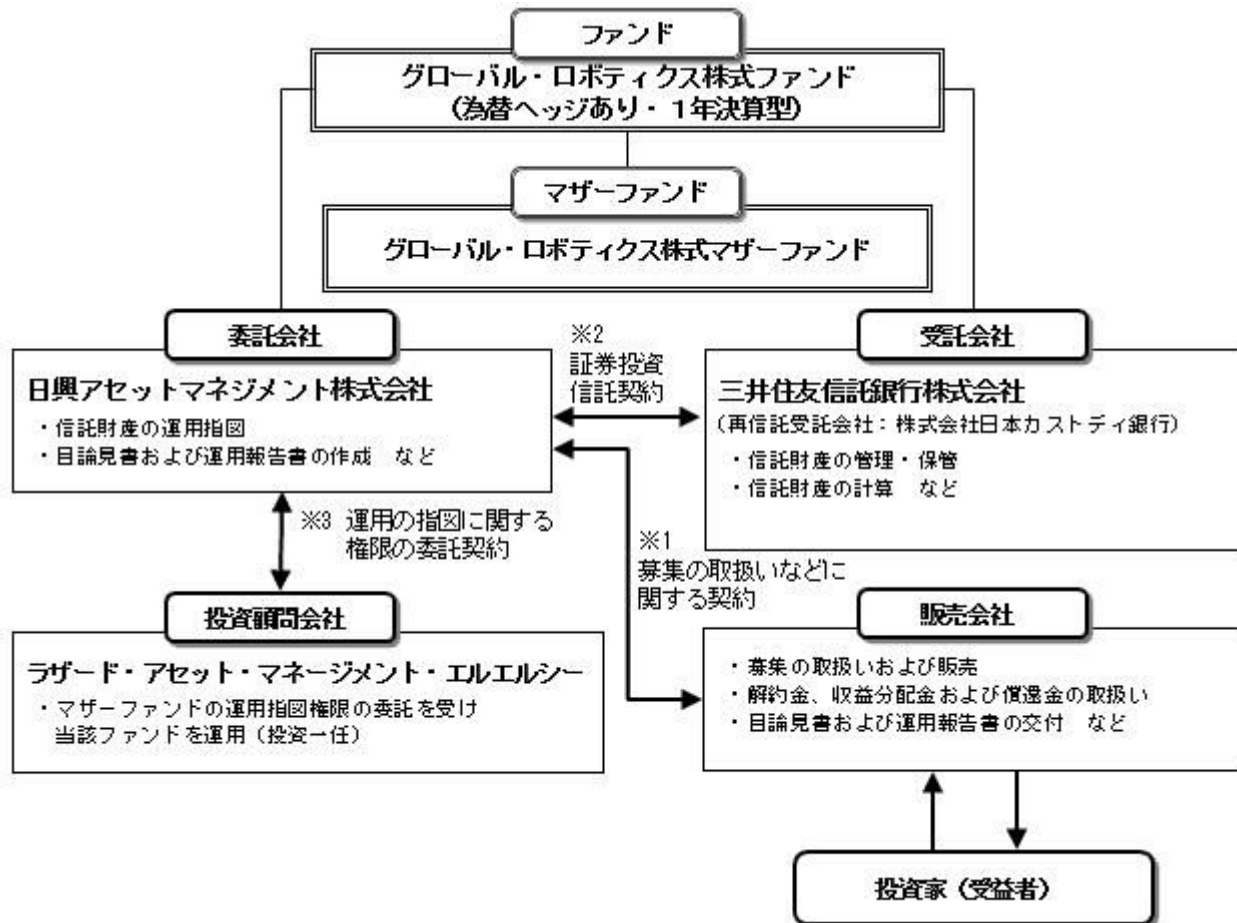 ファンド
グローバル・ロボティクス株式ファンド
(為替ヘッジあり・1年決算型)
マザーファンド
グローバル・ロボティクス株式マザーファンド
委託会社
日興アセットマネジメント株式会社
・信託財産の運用指図
・目論見書および運用報告書の作成 など
※2
証券投資
信託契約
受託会社
三井住友信託銀行株式会社
(再信託受託会社:株式会社日本カストディ銀行)
・信託財産の管理・保管
・信託財産の計算 など
※3 運用の指図に関する
権限の委託契約
※1
募集の取扱いなどに
関する契約
投資顧問会社
ラザード・アセット・マネージメント・エルエルシー
・マザーファンドの運用指図権限の委託を受け
当該ファンドを運用(投資一任)
販売会社
・募集の取扱いおよび販売
・解約金、収益分配金および償還金の取扱い
・目論見書および運用報告書の交付 など
投資家(受益者)